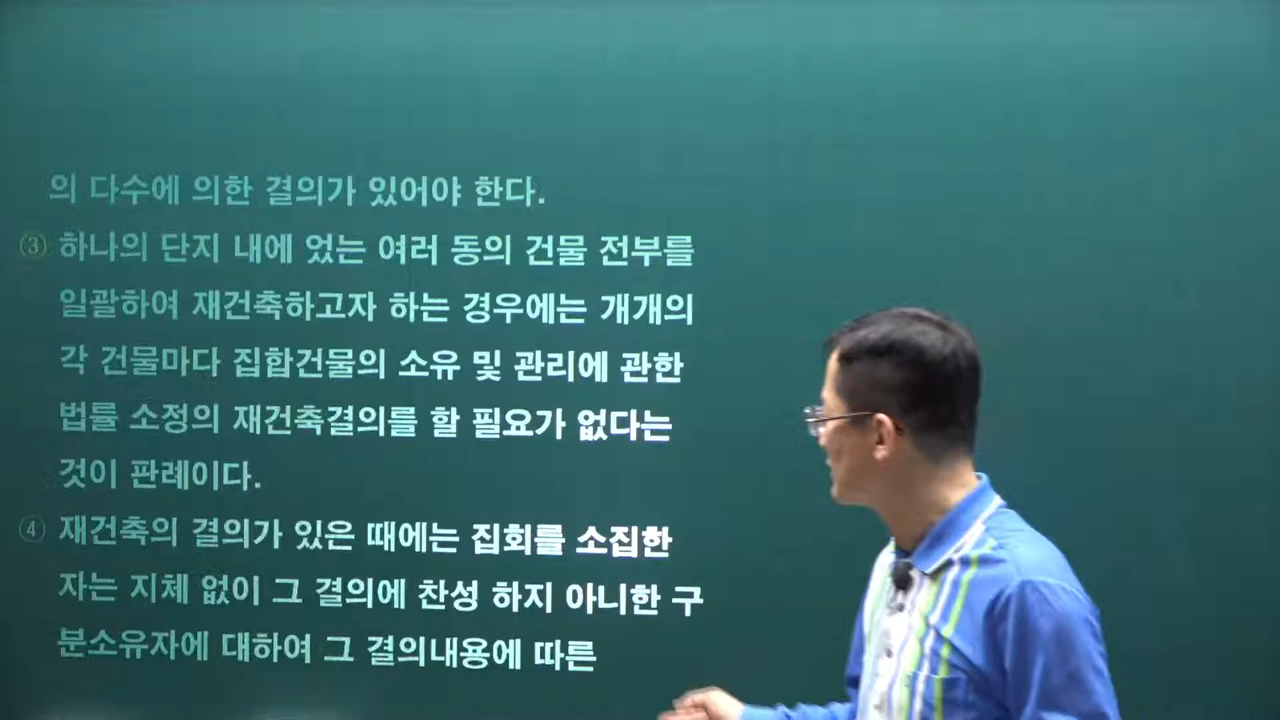 의 다수에 의한 결의가 있어야 한다.
③ 하나의 단지 내에 었는 여러 동의 건물 전부를
일괄하여 재건축하고자 하는 경우에는 개개의
각 건물마다 집합건물의 소유 및 관리에 관한
법률 소정의 재건축결의를 할 필요가 없다는
것이 판례이다.
④ 재건축의 결의가 있은 때에는 집회를 소집한
자는 지체 없이 그 결의에 찬성 하지 아니한 구
분소유자에 대하여 그 결의내용에 따른